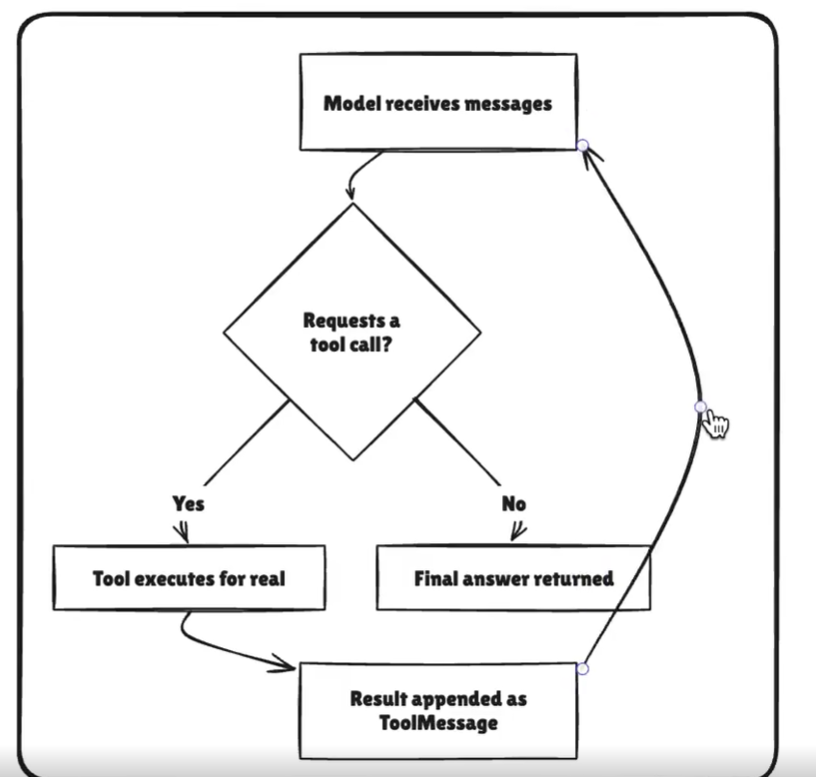 Model receives messages
Requests a
tool call?
Yes
No
Tool executes for real
Final answer returned
Result appended as
ToolMessage